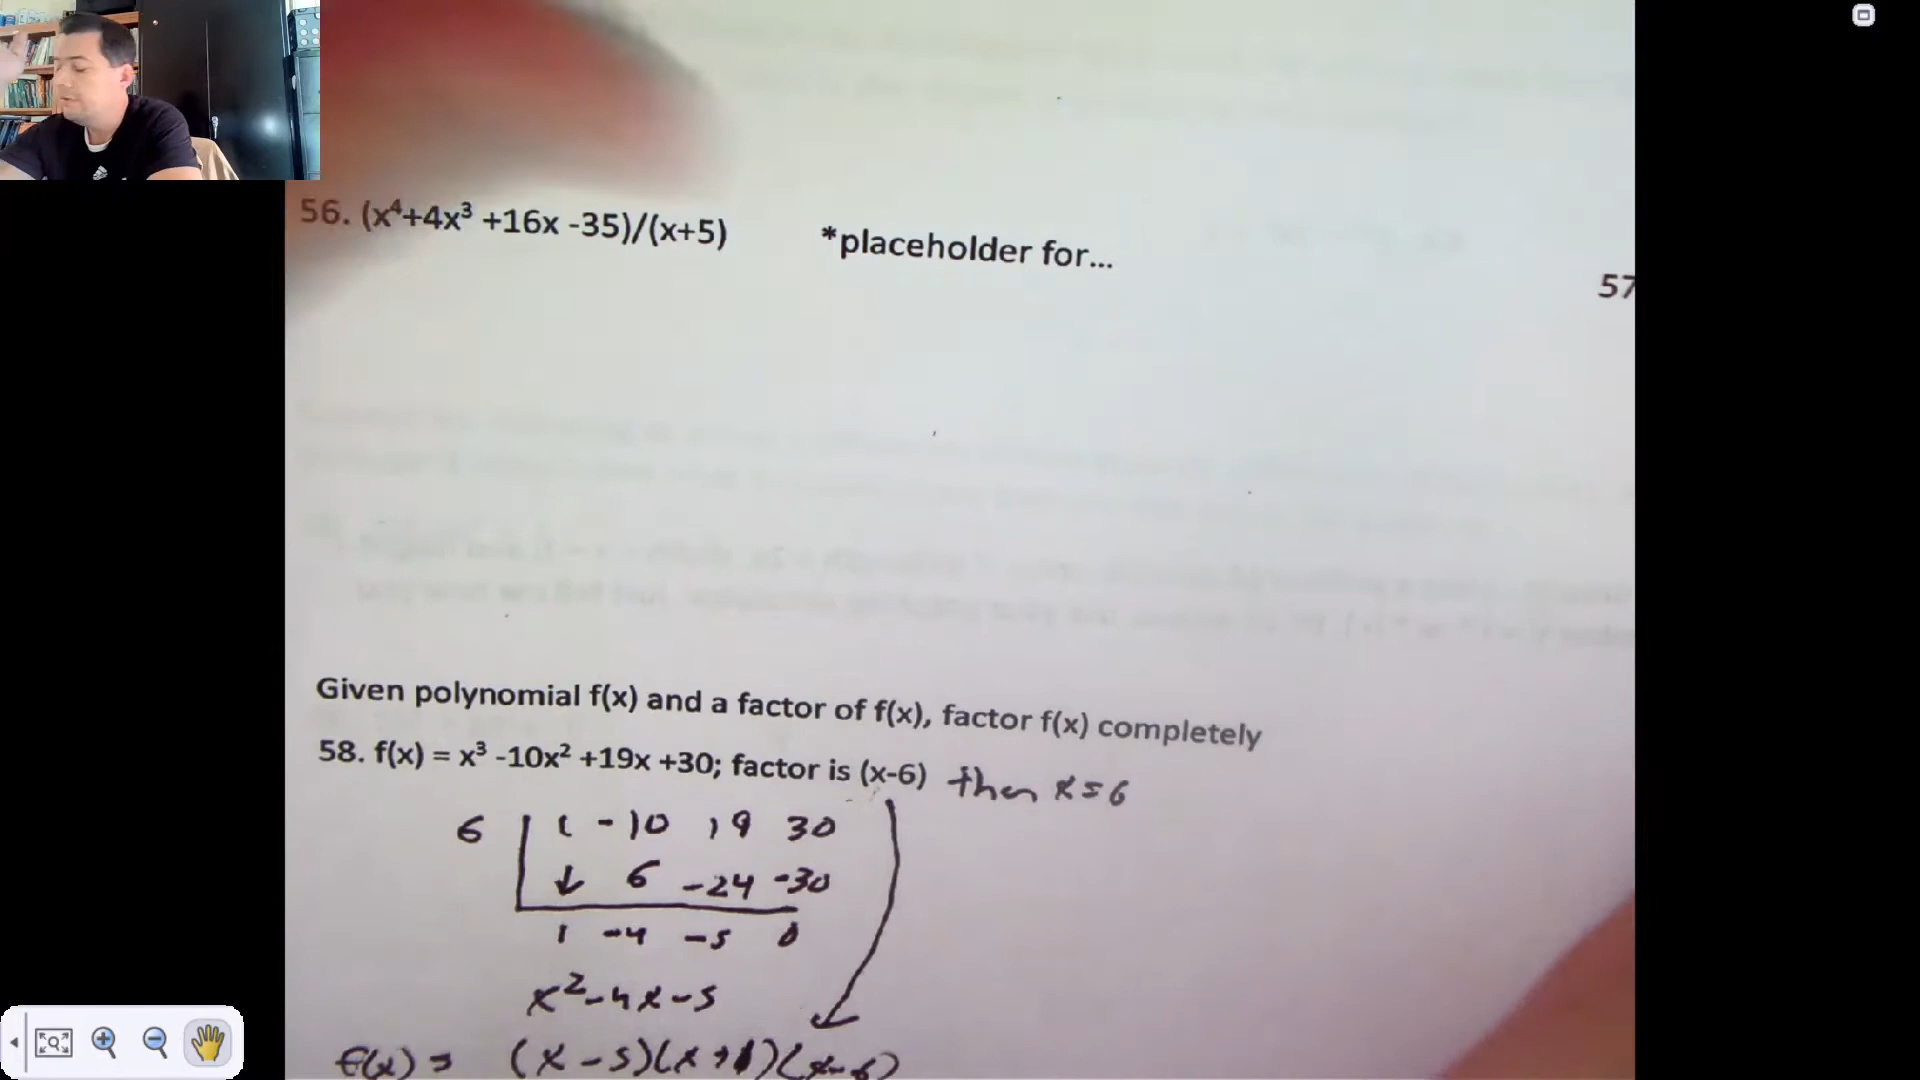 56. (x⁴+4x³ +16x -35)/(x+5) *placeholder for...
57
Given polynomial f(x) and a factor of f(x), factor f(x) completely
58. f(x) = x³ -10x² +19x +30; factor is (x-6) then x=6
6 1 -10 19 30
↓ 6 -24 -30
1 -4 -5 0
x²-4x-5
f(x) = (x-5)(x+1)(x-6)